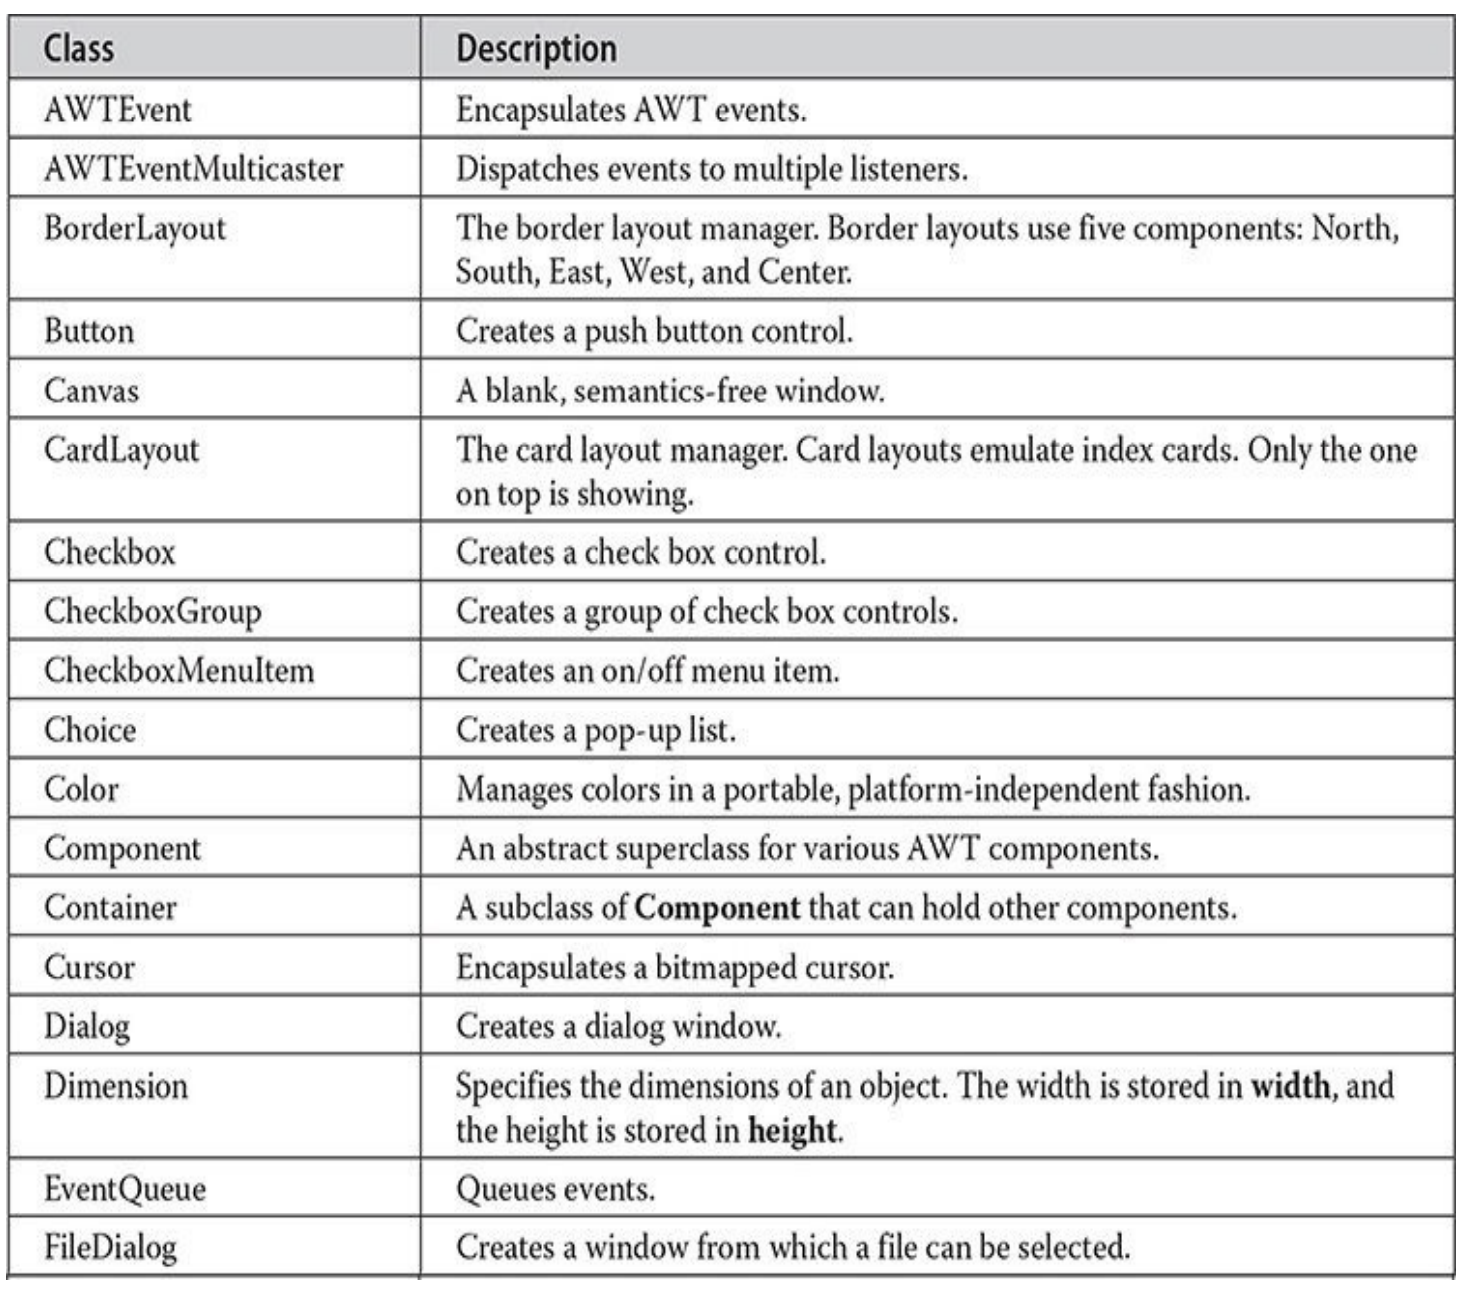 Class Description
AWTEvent Encapsulates AWT events.
AWTEventMulticaster Dispatches events to multiple listeners.
BorderLayout The border layout manager. Border layouts use five components: North,
South, East, West, and Center.
Button Creates a push button control.
Canvas A blank, semantics-free window.
CardLayout The card layout manager. Card layouts emulate index cards. Only the one
on top is showing.
Checkbox Creates a check box control.
CheckboxGroup Creates a group of check box controls.
CheckboxMenuItem Creates an on/off menu item.
Choice Creates a pop-up list.
Color Manages colors in a portable, platform-independent fashion.
Component An abstract superclass for various AWT components.
Container A subclass of Component that can hold other components.
Cursor Encapsulates a bitmapped cursor.
Dialog Creates a dialog window.
Dimension Specifies the dimensions of an object. The width is stored in width, and
the height is stored in height.
EventQueue Queues events.
FileDialog Creates a window from which a file can be selected.